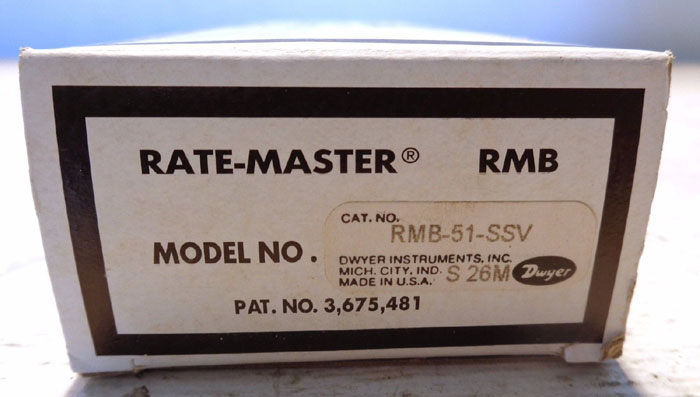 RATE-MASTER® RMB
CAT. NO.
RMB-51-SSV
MODEL NO.
DWYER INSTRUMENTS, INC.
MICH. CITY, IND. S 26M Dwyer
MADE IN U.S.A.
PAT. NO. 3,675,481